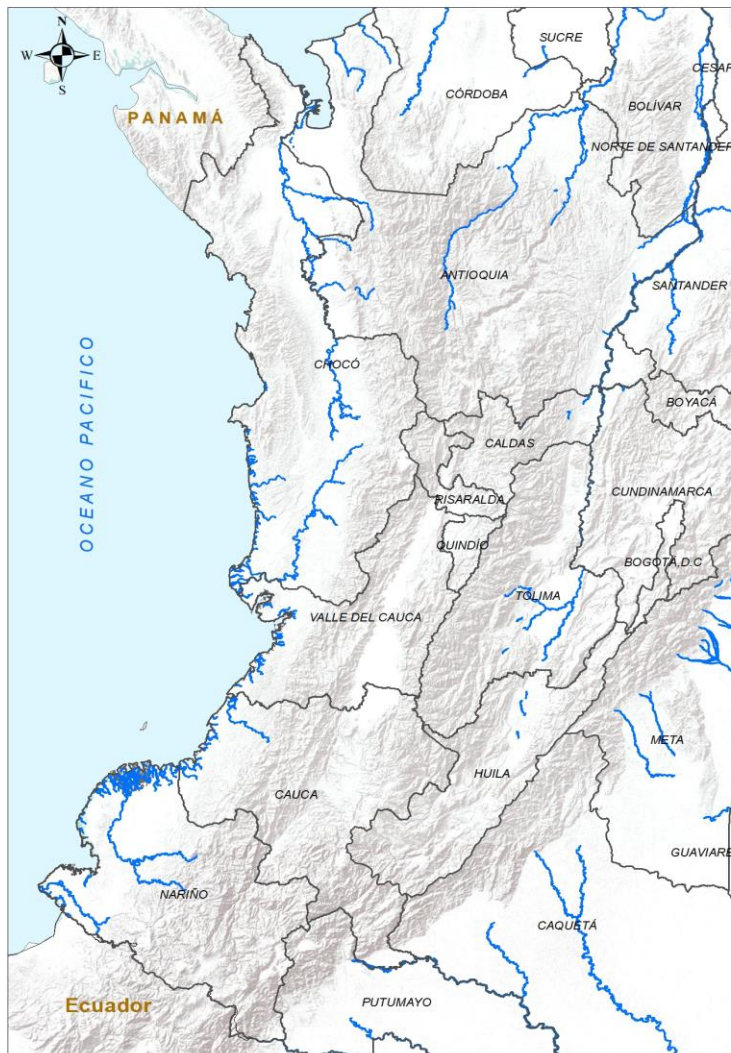 N
W E
S
SUCRE
CESAR
CÓRDOBA
BOLÍVAR
PANAMÁ
NORTE DE SANTANDER
ANTIOQUIA
SANTANDER
OCEANO PACIFICO
CHOCÓ
BOYACÁ
CALDAS
CUNDINAMARCA
RISARALDA
QUINDÍO
BOGOTÁ,D.C
TOLIMA
VALLE DEL CAUCA
META
HUILA
CAUCA
GUAVIARE
NARIÑO
CAQUETÁ
Ecuador
PUTUMAYO